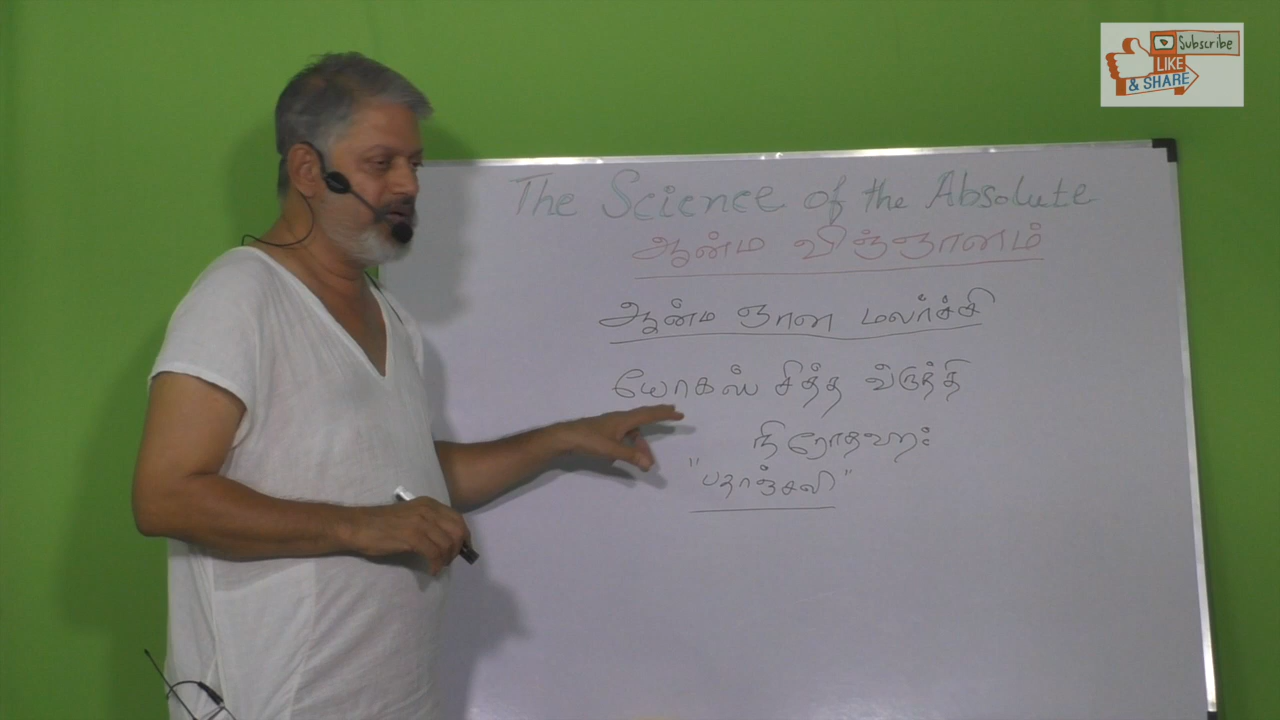 Subscribe
LIKE
& SHARE
The Science of the Absolute
ஆன்ம விஞ்ஞானம்
ஆன்ம ஞான மலர்ச்சி
யோகஸ் சித்த விருத்தி
நிரோதஹா:
"பதாஞ்சலி"